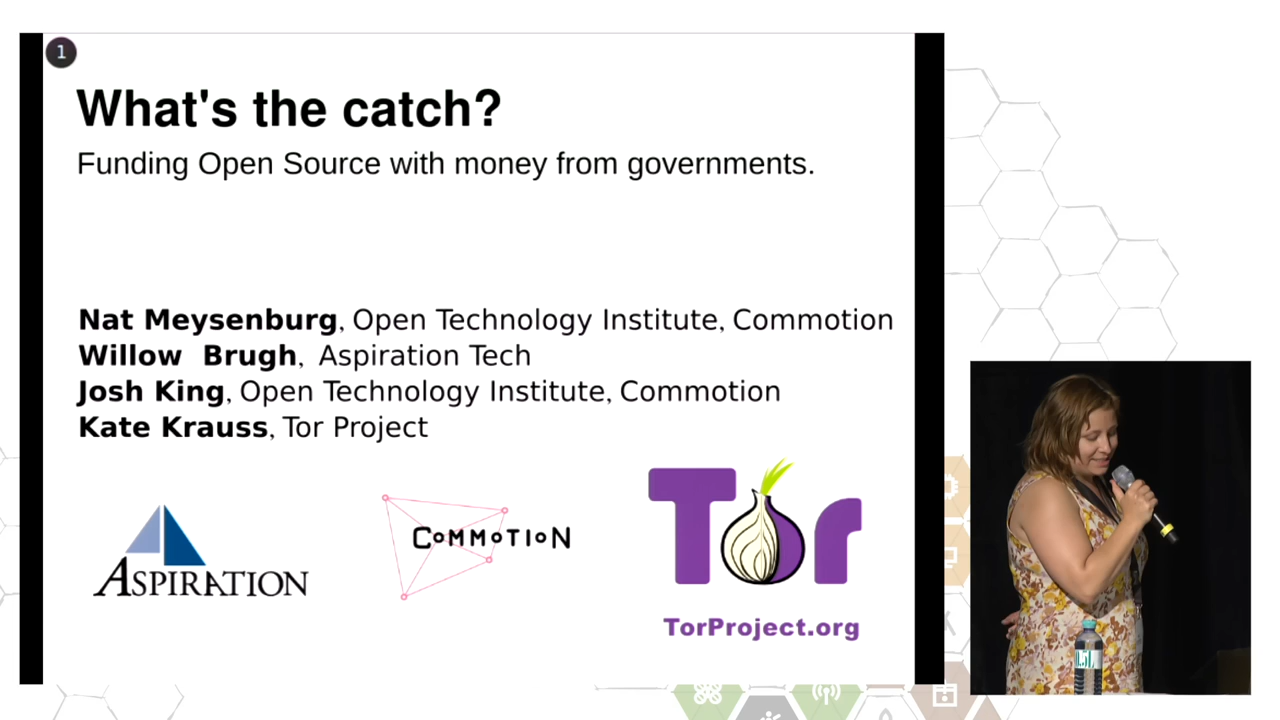 1
What's the catch?
Funding Open Source with money from governments.
Nat Meysenburg, Open Technology Institute, Commotion
Willow Brugh, Aspiration Tech
Josh King, Open Technology Institute, Commotion
Kate Krauss, Tor Project
ASPIRATION
COMMOTION
Tor
TorProject.org